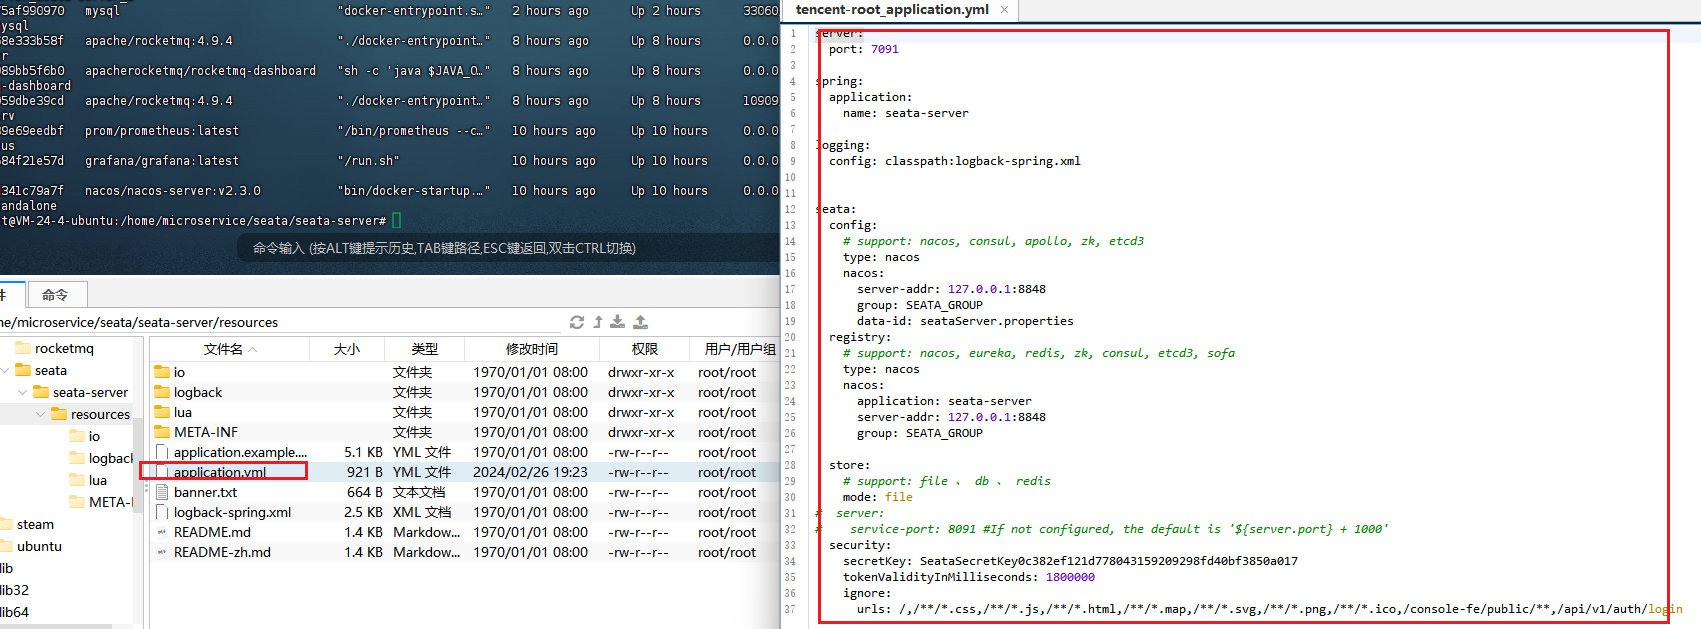 75af990970 mysql "docker-entrypoint.s…" 2 hours ago Up 2 hours 33060
ysql
68e333b58f apache/rocketmq:4.9.4 "./docker-entrypoint…" 8 hours ago Up 8 hours 0.0.0
r
989bb5f6b0 apacherocketmq/rocketmq-dashboard "sh -c 'java $JAVA_O…" 8 hours ago Up 8 hours 0.0.0
-dashboard
959dbe39cd apache/rocketmq:4.9.4 "./docker-entrypoint…" 8 hours ago Up 8 hours 10909
rv
39e69eedbf prom/prometheus:latest "/bin/prometheus --c…" 10 hours ago Up 10 hours 0.0.0
us
584f21e57d grafana/grafana:latest "/run.sh" 10 hours ago Up 10 hours 0.0.0
341c79a7f nacos/nacos-server:v2.3.0 "bin/docker-startup.…" 10 hours ago Up 10 hours 0.0.0
andalone
t@VM-24-4-ubuntu:/home/microservice/seata/seata-server#
命令输入 (按ALT键提示历史,TAB键路径,ESC键返回,双击CTRL切换)
件 命令
ne/microservice/seata/seata-server/resources
rocketmq
seata
seata-server
resources
io
logback
lua
META-I
steam
ubuntu
lib
lib32
lib64
文件名 大小 类型 修改时间 权限 用户/用户组
io 文件夹 1970/01/01 08:00 drwxr-xr-x root/root
logback 文件夹 1970/01/01 08:00 drwxr-xr-x root/root
lua 文件夹 1970/01/01 08:00 drwxr-xr-x root/root
META-INF 文件夹 1970/01/01 08:00 drwxr-xr-x root/root
application.example.... 5.1 KB YML 文件 1970/01/01 08:00 -rw-r--r-- root/root
application.yml 921 B YML 文件 2024/02/26 19:23 -rw-r--r-- root/root
banner.txt 664 B 文本文档 1970/01/01 08:00 -rw-r--r-- root/root
logback-spring.xml 2.5 KB XML 文档 1970/01/01 08:00 -rw-r--r-- root/root
README.md 1.4 KB Markdow... 1970/01/01 08:00 -rw-r--r-- root/root
README-zh.md 1.4 KB Markdow... 1970/01/01 08:00 -rw-r--r-- root/root
tencent-root_application.yml ×
1 server:
2 port: 7091
3
4 spring:
5 application:
6 name: seata-server
7
8 logging:
9 config: classpath:logback-spring.xml
10
11
12 seata:
13 config:
14 # support: nacos, consul, apollo, zk, etcd3
15 type: nacos
16 nacos:
17 server-addr: 127.0.0.1:8848
18 group: SEATA_GROUP
19 data-id: seataServer.properties
20 registry:
21 # support: nacos, eureka, redis, zk, consul, etcd3, sofa
22 type: nacos
23 nacos:
24 application: seata-server
25 server-addr: 127.0.0.1:8848
26 group: SEATA_GROUP
27
28 store:
29 # support: file 、 db 、 redis
30 mode: file
31 # server:
32 # service-port: 8091 #If not configured, the default is '${server.port} + 1000'
33 security:
34 secretKey: SeataSecretKey0c382ef121d778043159209298fd40bf3850a017
35 tokenValidityInMilliseconds: 1800000
36 ignore:
37 urls: /,/**/*.css,/**/*.js,/**/*.html,/**/*.map,/**/*.svg,/**/*.png,/**/*.ico,/console-fe/public/**,/api/v1/auth/login